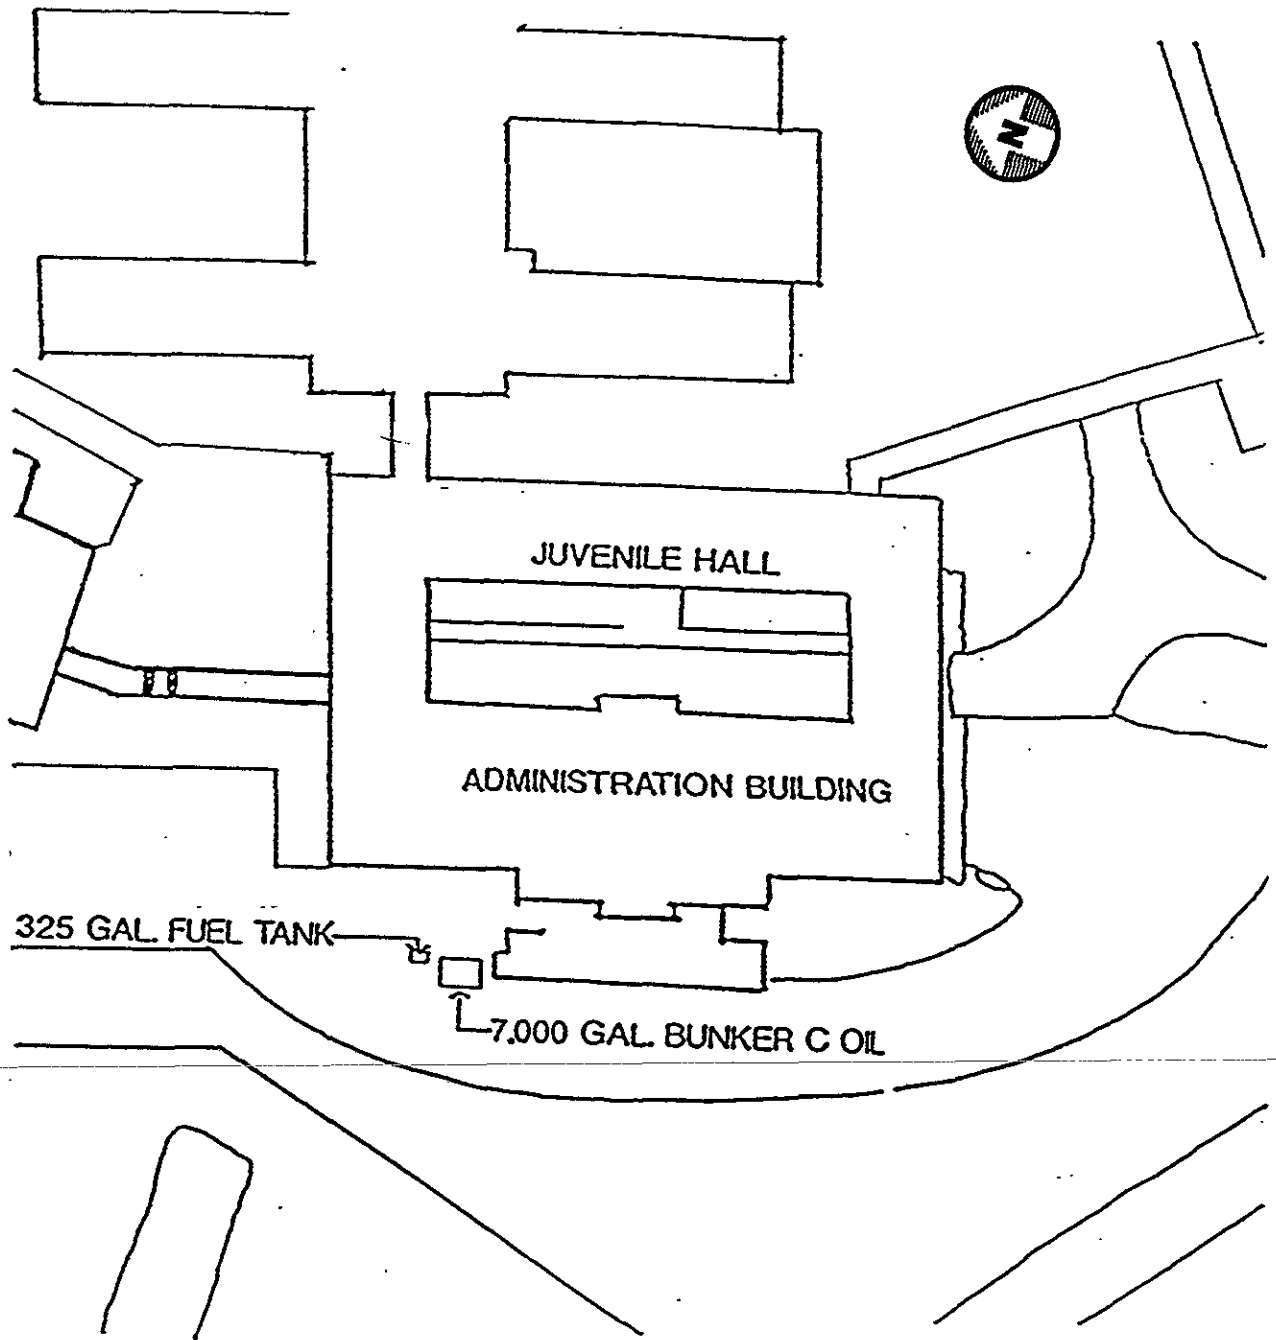 N
JUVENILE HALL
ADMINISTRATION BUILDING
325 GAL. FUEL TANK
7.000 GAL. BUNKER C OIL